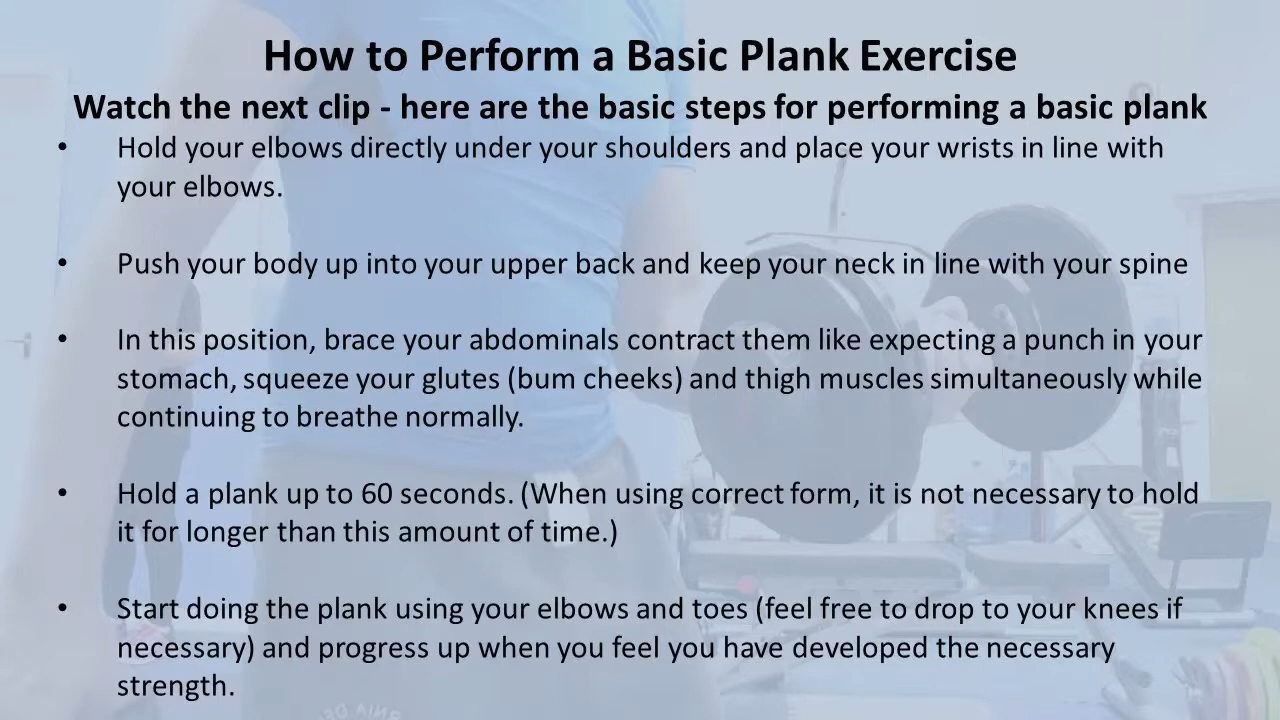 How to Perform a Basic Plank Exercise
Watch the next clip - here are the basic steps for performing a basic plank
• Hold your elbows directly under your shoulders and place your wrists in line with
your elbows.
• Push your body up into your upper back and keep your neck in line with your spine
• In this position, brace your abdominals contract them like expecting a punch in your
stomach, squeeze your glutes (bum cheeks) and thigh muscles simultaneously while
continuing to breathe normally.
• Hold a plank up to 60 seconds. (When using correct form, it is not necessary to hold
it for longer than this amount of time.)
• Start doing the plank using your elbows and toes (feel free to drop to your knees if
necessary) and progress up when you feel you have developed the necessary
strength.